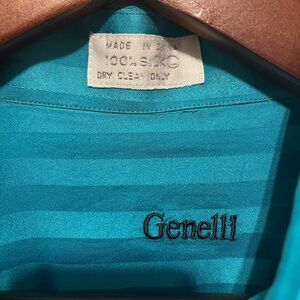 MADE IN
100% SILK
DRY CLEAN ONLY
Genelli